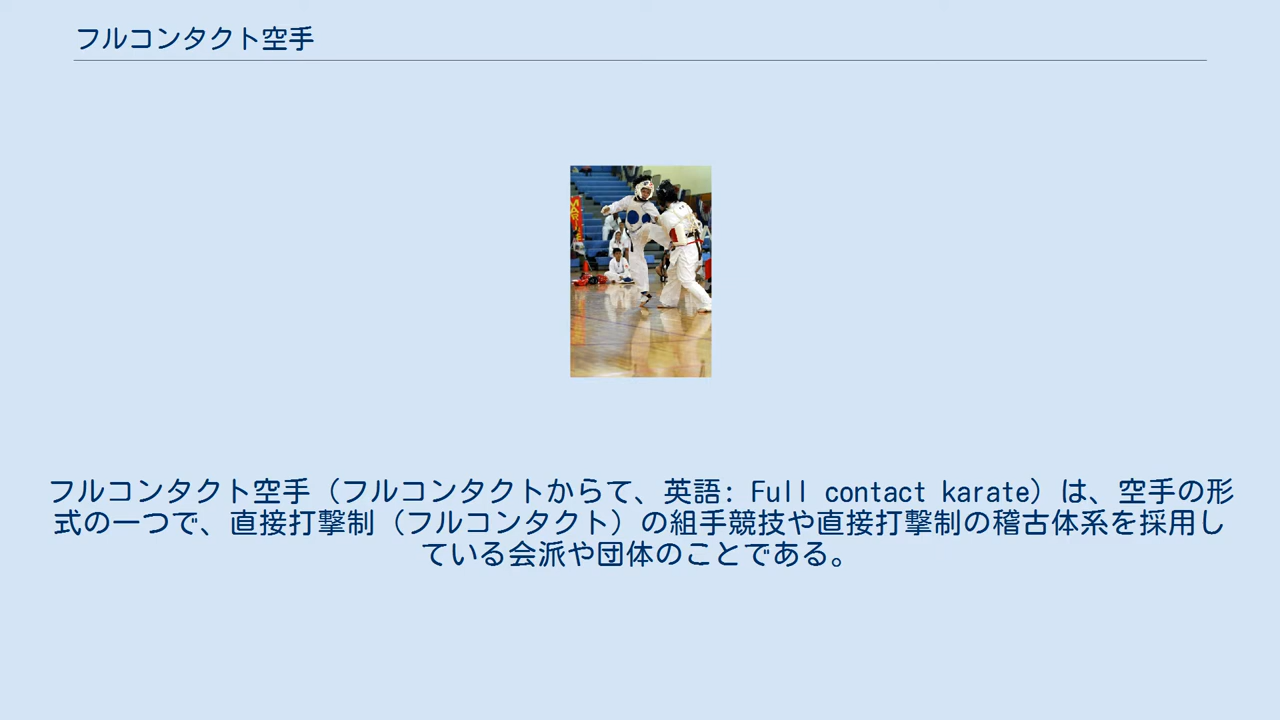 フルコンタクト空手
フルコンタクト空手（フルコンタクトからて、英語: Full contact karate）は、空手の形
式の一つで、直接打撃制（フルコンタクト）の組手競技や直接打撃制の稽古体系を採用し
ている会派や団体のことである。